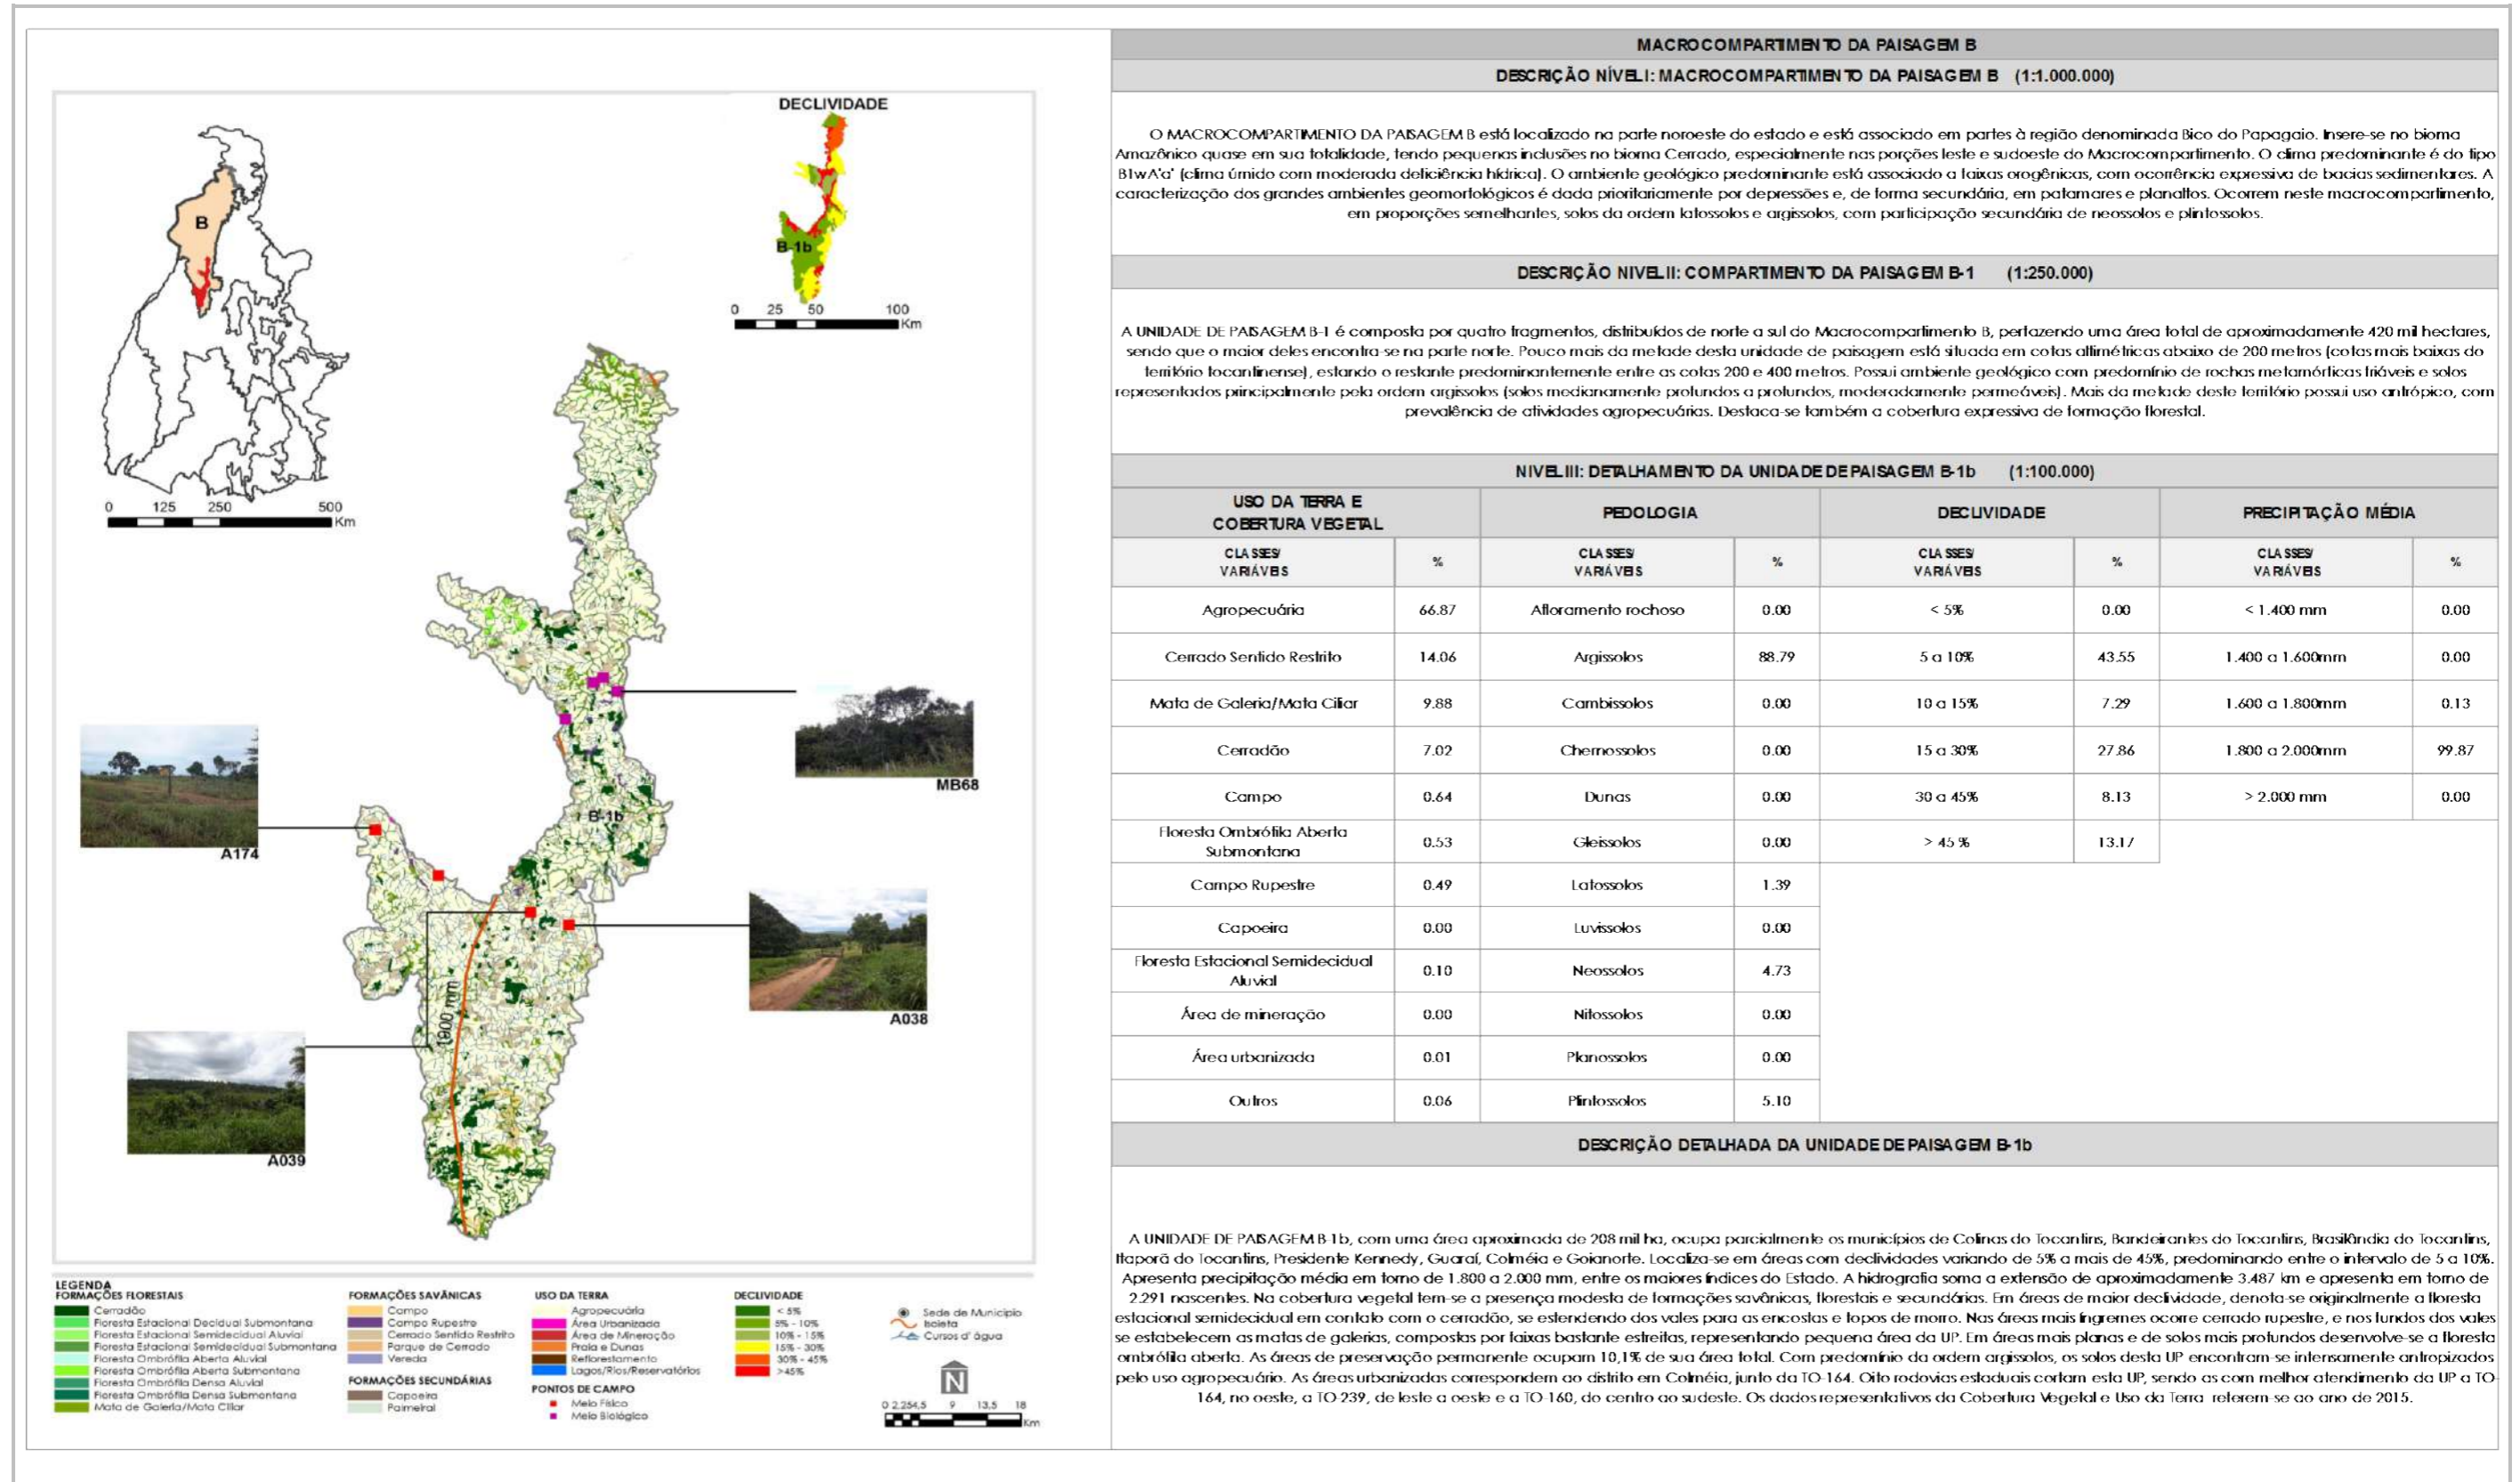 DECLIVIDADE
B
B-1b
0 25 50 100
Km
0 125 250 500
Km
MB68
A174
B-1b
A038
1900 mm
A039
LEGENDA
FORMAÇÕES FLORESTAIS
Cerradão
Floresta Estacional Decidual Submontana
Floresta Estacional Semidecidual Aluvial
Floresta Estacional Semidecidual Submontana
Floresta Ombrófila Aberta Aluvial
Floresta Ombrófila Aberta Submontana
Floresta Ombrófila Densa Aluvial
Floresta Ombrófila Densa Submontana
Mata de Galeria/Mata Ciliar
FORMAÇÕES SAVÂNICAS
Campo
Campo Rupestre
Cerrado Sentido Restrito
Parque de Cerrado
Vereda
FORMAÇÕES SECUNDÁRIAS
Capoeira
Palmeiral
USO DA TERRA
Agropecuária
Área Urbanizada
Área de Mineração
Praia e Dunas
Reflorestamento
Lagos/Rios/Reservatórios
PONTOS DE CAMPO
Meio Físico
Meio Biológico
DECLIVIDADE
< 5%
5% - 10%
10% - 15%
15% - 30%
30% - 45%
>45%
Sede de Município
Isoieta
Cursos d' água
N
0 2,254,5 9 13,5 18
Km
MACROCOMPARTIMENTO DA PAISAGEM B
DESCRIÇÃO NÍVEL I: MACROCOMPARTIMENTO DA PAISAGEM B (1:1.000.000)
O MACROCOMPARTIMENTO DA PAISAGEM B está localizado na parte noroeste do estado e está associado em partes à região denominada Bico do Papagaio. Insere-se no bioma
Amazônico quase em sua totalidade, tendo pequenas inclusões no bioma Cerrado, especialmente nas porções leste e sudoeste do Macrocompartimento. O clima predominante é do tipo
B1wA'a' (clima úmido com moderada deficiência hídrica). O ambiente geológico predominante está associado a faixas orogênicas, com ocorrência expressiva de bacias sedimentares. A
caracterização dos grandes ambientes geomorfológicos é dada prioritariamente por depressões e, de forma secundária, em patamares e planaltos. Ocorrem neste macrocompartimento,
em proporções semelhantes, solos da ordem latossolos e argissolos, com participação secundária de neossolos e plintossolos.
DESCRIÇÃO NIVEL II: COMPARTIMENTO DA PAISAGEM B-1 (1:250.000)
A UNIDADE DE PAISAGEM B-1 é composta por quatro fragmentos, distribuídos de norte a sul do Macrocompartimento B, perfazendo uma área total de aproximadamente 420 mil hectares,
sendo que o maior deles encontra-se na parte norte. Pouco mais da metade desta unidade de paisagem está situada em cotas altimétricas abaixo de 200 metros (cotas mais baixas do
território tocantinense), estando o restante predominantemente entre as cotas 200 e 400 metros. Possui ambiente geológico com predomínio de rochas metamórficas friáveis e solos
representados principalmente pela ordem argissolos (solos medianamente profundos a profundos, moderadamente permeáveis). Mais da metade deste território possui uso antrópico, com
prevalência de atividades agropecuárias. Destaca-se também a cobertura expressiva de formação florestal.
NIVEL III: DETALHAMENTO DA UNIDADE DE PAISAGEM B-1b (1:100.000)
USO DA TERRA E
COBERTURA VEGETAL PEDOLOGIA DECLIVIDADE PRECIPITAÇÃO MÉDIA
CLASSES/
VARIÁVEIS % CLASSES/
VARIÁVEIS % CLASSES/
VARIÁVEIS % CLASSES/
VARIÁVEIS %
Agropecuária 66.87 Afloramento rochoso 0.00 < 5% 0.00 < 1.400 mm 0.00
Cerrado Sentido Restrito 14.06 Argissolos 88.79 5 a 10% 43.55 1.400 a 1.600mm 0.00
Mata de Galeria/Mata Ciliar 9.88 Cambissolos 0.00 10 a 15% 7.29 1.600 a 1.800mm 0.13
Cerradão 7.02 Chernossolos 0.00 15 a 30% 27.86 1.800 a 2.000mm 99.87
Campo 0.64 Dunas 0.00 30 a 45% 8.13 > 2.000 mm 0.00
Floresta Ombrófila Aberta
Submontana 0.53 Gleissolos 0.00 > 45 % 13.17
Campo Rupestre 0.49 Latossolos 1.39
Capoeira 0.00 Luvissolos 0.00
Floresta Estacional Semidecidual
Aluvial 0.10 Neossolos 4.73
Área de mineração 0.00 Nitossolos 0.00
Área urbanizada 0.01 Planossolos 0.00
Outros 0.06 Plintossolos 5.10
DESCRIÇÃO DETALHADA DA UNIDADE DE PAISAGEM B-1b
A UNIDADE DE PAISAGEM B-1b, com uma área aproximada de 208 mil ha, ocupa parcialmente os municípios de Colinas do Tocantins, Bandeirantes do Tocantins, Brasilândia do Tocantins,
Itaporã do Tocantins, Presidente Kennedy, Guaraí, Colméia e Goianorte. Localiza-se em áreas com declividades variando de 5% a mais de 45%, predominando entre o intervalo de 5 a 10%.
Apresenta precipitação média em torno de 1.800 a 2.000 mm, entre os maiores índices do Estado. A hidrografia soma a extensão de aproximadamente 3.487 km e apresenta em torno de
2.291 nascentes. Na cobertura vegetal tem-se a presença modesta de formações savânicas, florestais e secundárias. Em áreas de maior declividade, denota-se originalmente a floresta
estacional semidecidual em contato com o cerradão, se estendendo dos vales para as encostas e topos de morro. Nas áreas mais íngremes ocorre cerrado rupestre, e nos fundos dos vales
se estabelecem as matas de galerias, compostas por faixas bastante estreitas, representando pequena área da UP. Em áreas mais planas e de solos mais profundos desenvolve-se a floresta
ombrófila aberta. As áreas de preservação permanente ocupam 10,1% de sua área total. Com predomínio da ordem argissolos, os solos desta UP encontram-se intensamente antropizados
pelo uso agropecuário. As áreas urbanizadas correspondem ao distrito em Colméia, junto da TO-164. Oito rodovias estaduais cortam esta UP, sendo as com melhor atendimento da UP a TO-
164, no oeste, a TO-239, de leste a oeste e a TO-160, do centro ao sudeste. Os dados representativos da Cobertura Vegetal e Uso da Terra referem-se ao ano de 2015.